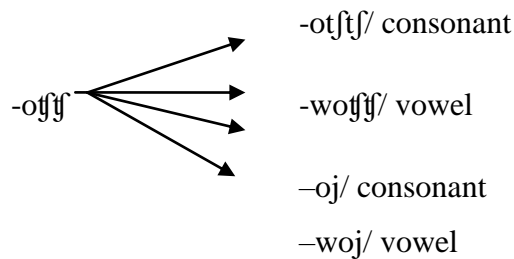 -otʃtʃ/ consonant
-oʧʧ
-woʧʧ/ vowel
–oj/ consonant
–woj/ vowel